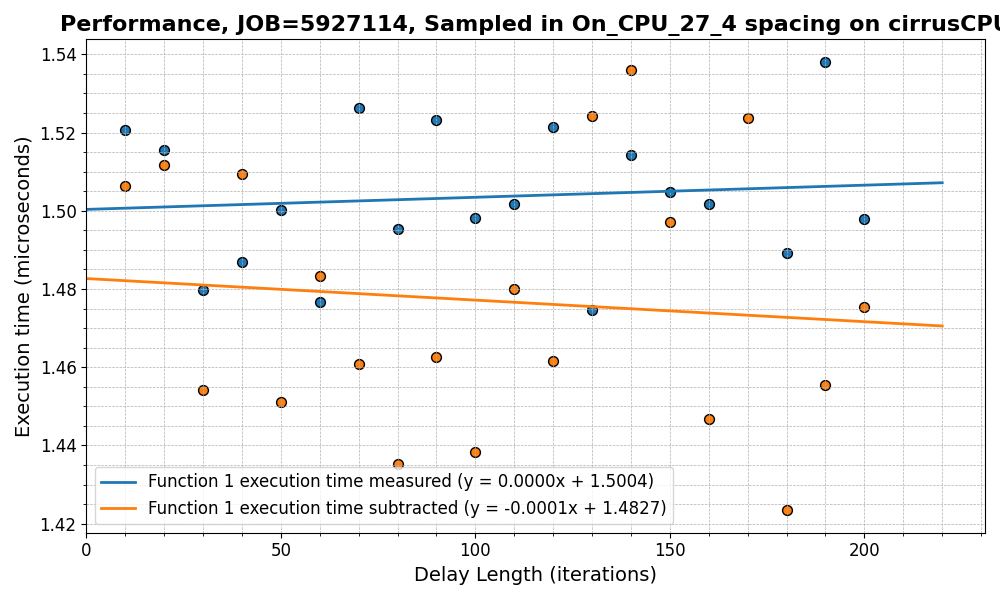 Performance, JOB=5927114, Sampled in On_CPU_27_4 spacing on cirrusCPU
Execution time (microseconds)
1.54
1.52
1.50
1.48
1.46
1.44
1.42
Function 1 execution time measured (y = 0.0000x + 1.5004)
Function 1 execution time subtracted (y = -0.0001x + 1.4827)
0 50 100 150 200
Delay Length (iterations)